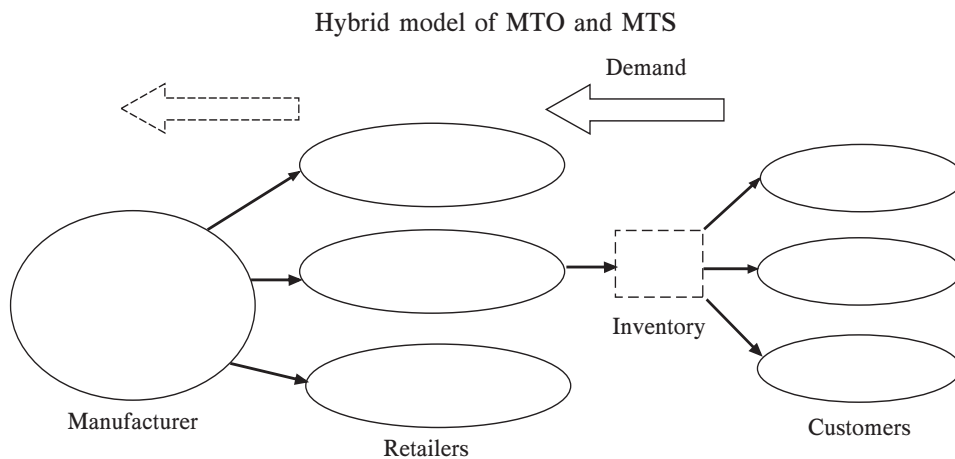 Hybrid model of MTO and MTS
Demand
Inventory
Manufacturer
Retailers
Customers